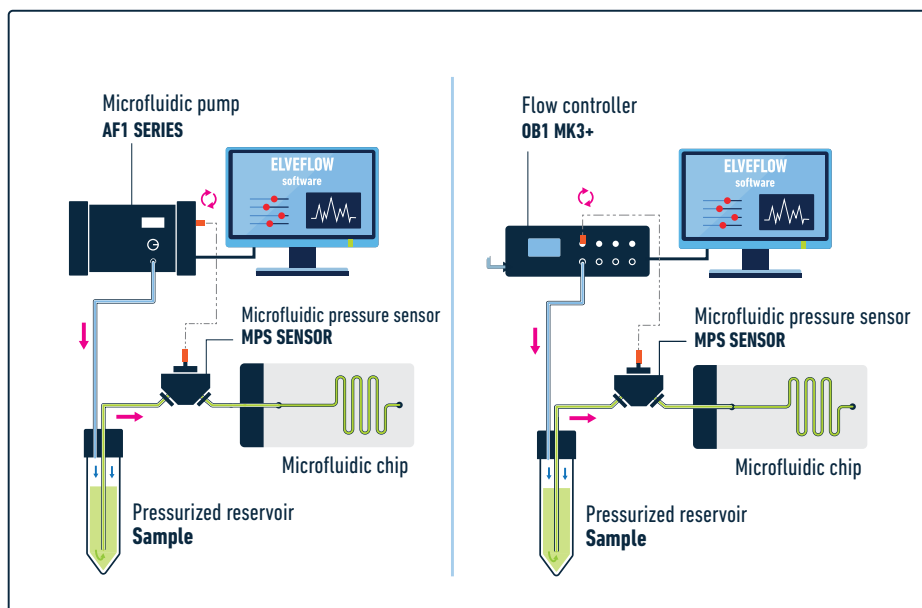 Microfluidic pump
AF1 SERIES
ELVEFLOW
software
Microfluidic pressure sensor
MPS SENSOR
Microfluidic chip
Pressurized reservoir
Sample
Flow controller
OB1 MK3+
ELVEFLOW
software
Microfluidic pressure sensor
MPS SENSOR
Microfluidic chip
Pressurized reservoir
Sample